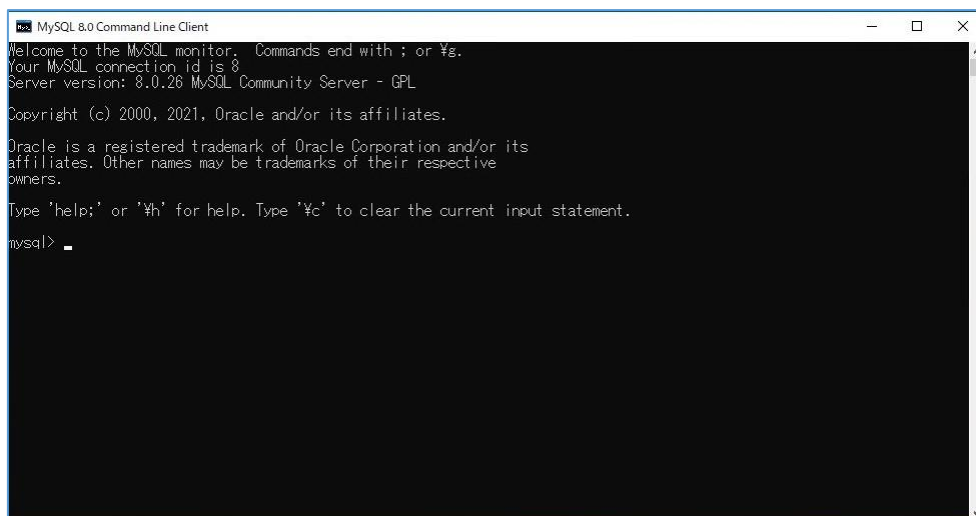 MySQL 8.0 Command Line Client
Welcome to the MySQL monitor.  Commands end with ; or ¥g.
Your MySQL connection id is 8
Server version: 8.0.26 MySQL Community Server - GPL
Copyright (c) 2000, 2021, Oracle and/or its affiliates.
Oracle is a registered trademark of Oracle Corporation and/or its
affiliates. Other names may be trademarks of their respective
owners.
Type 'help;' or '¥h' for help. Type '¥c' to clear the current input statement.
mysql>